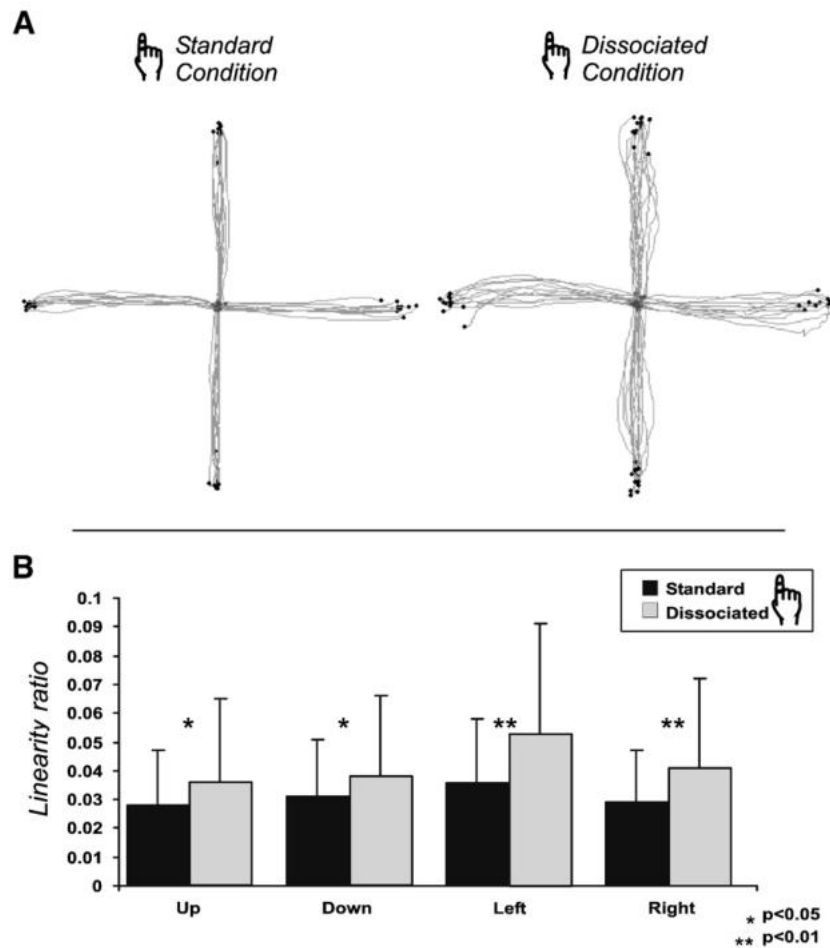 A
Standard Condition
Dissociated Condition
B
Linearity ratio
0.1
0.09
0.08
0.07
0.06
0.05
0.04
0.03
0.02
0.01
0
Standard
Dissociated
*
*
**
**
Up
Down
Left
Right
* p<0.05
** p<0.01